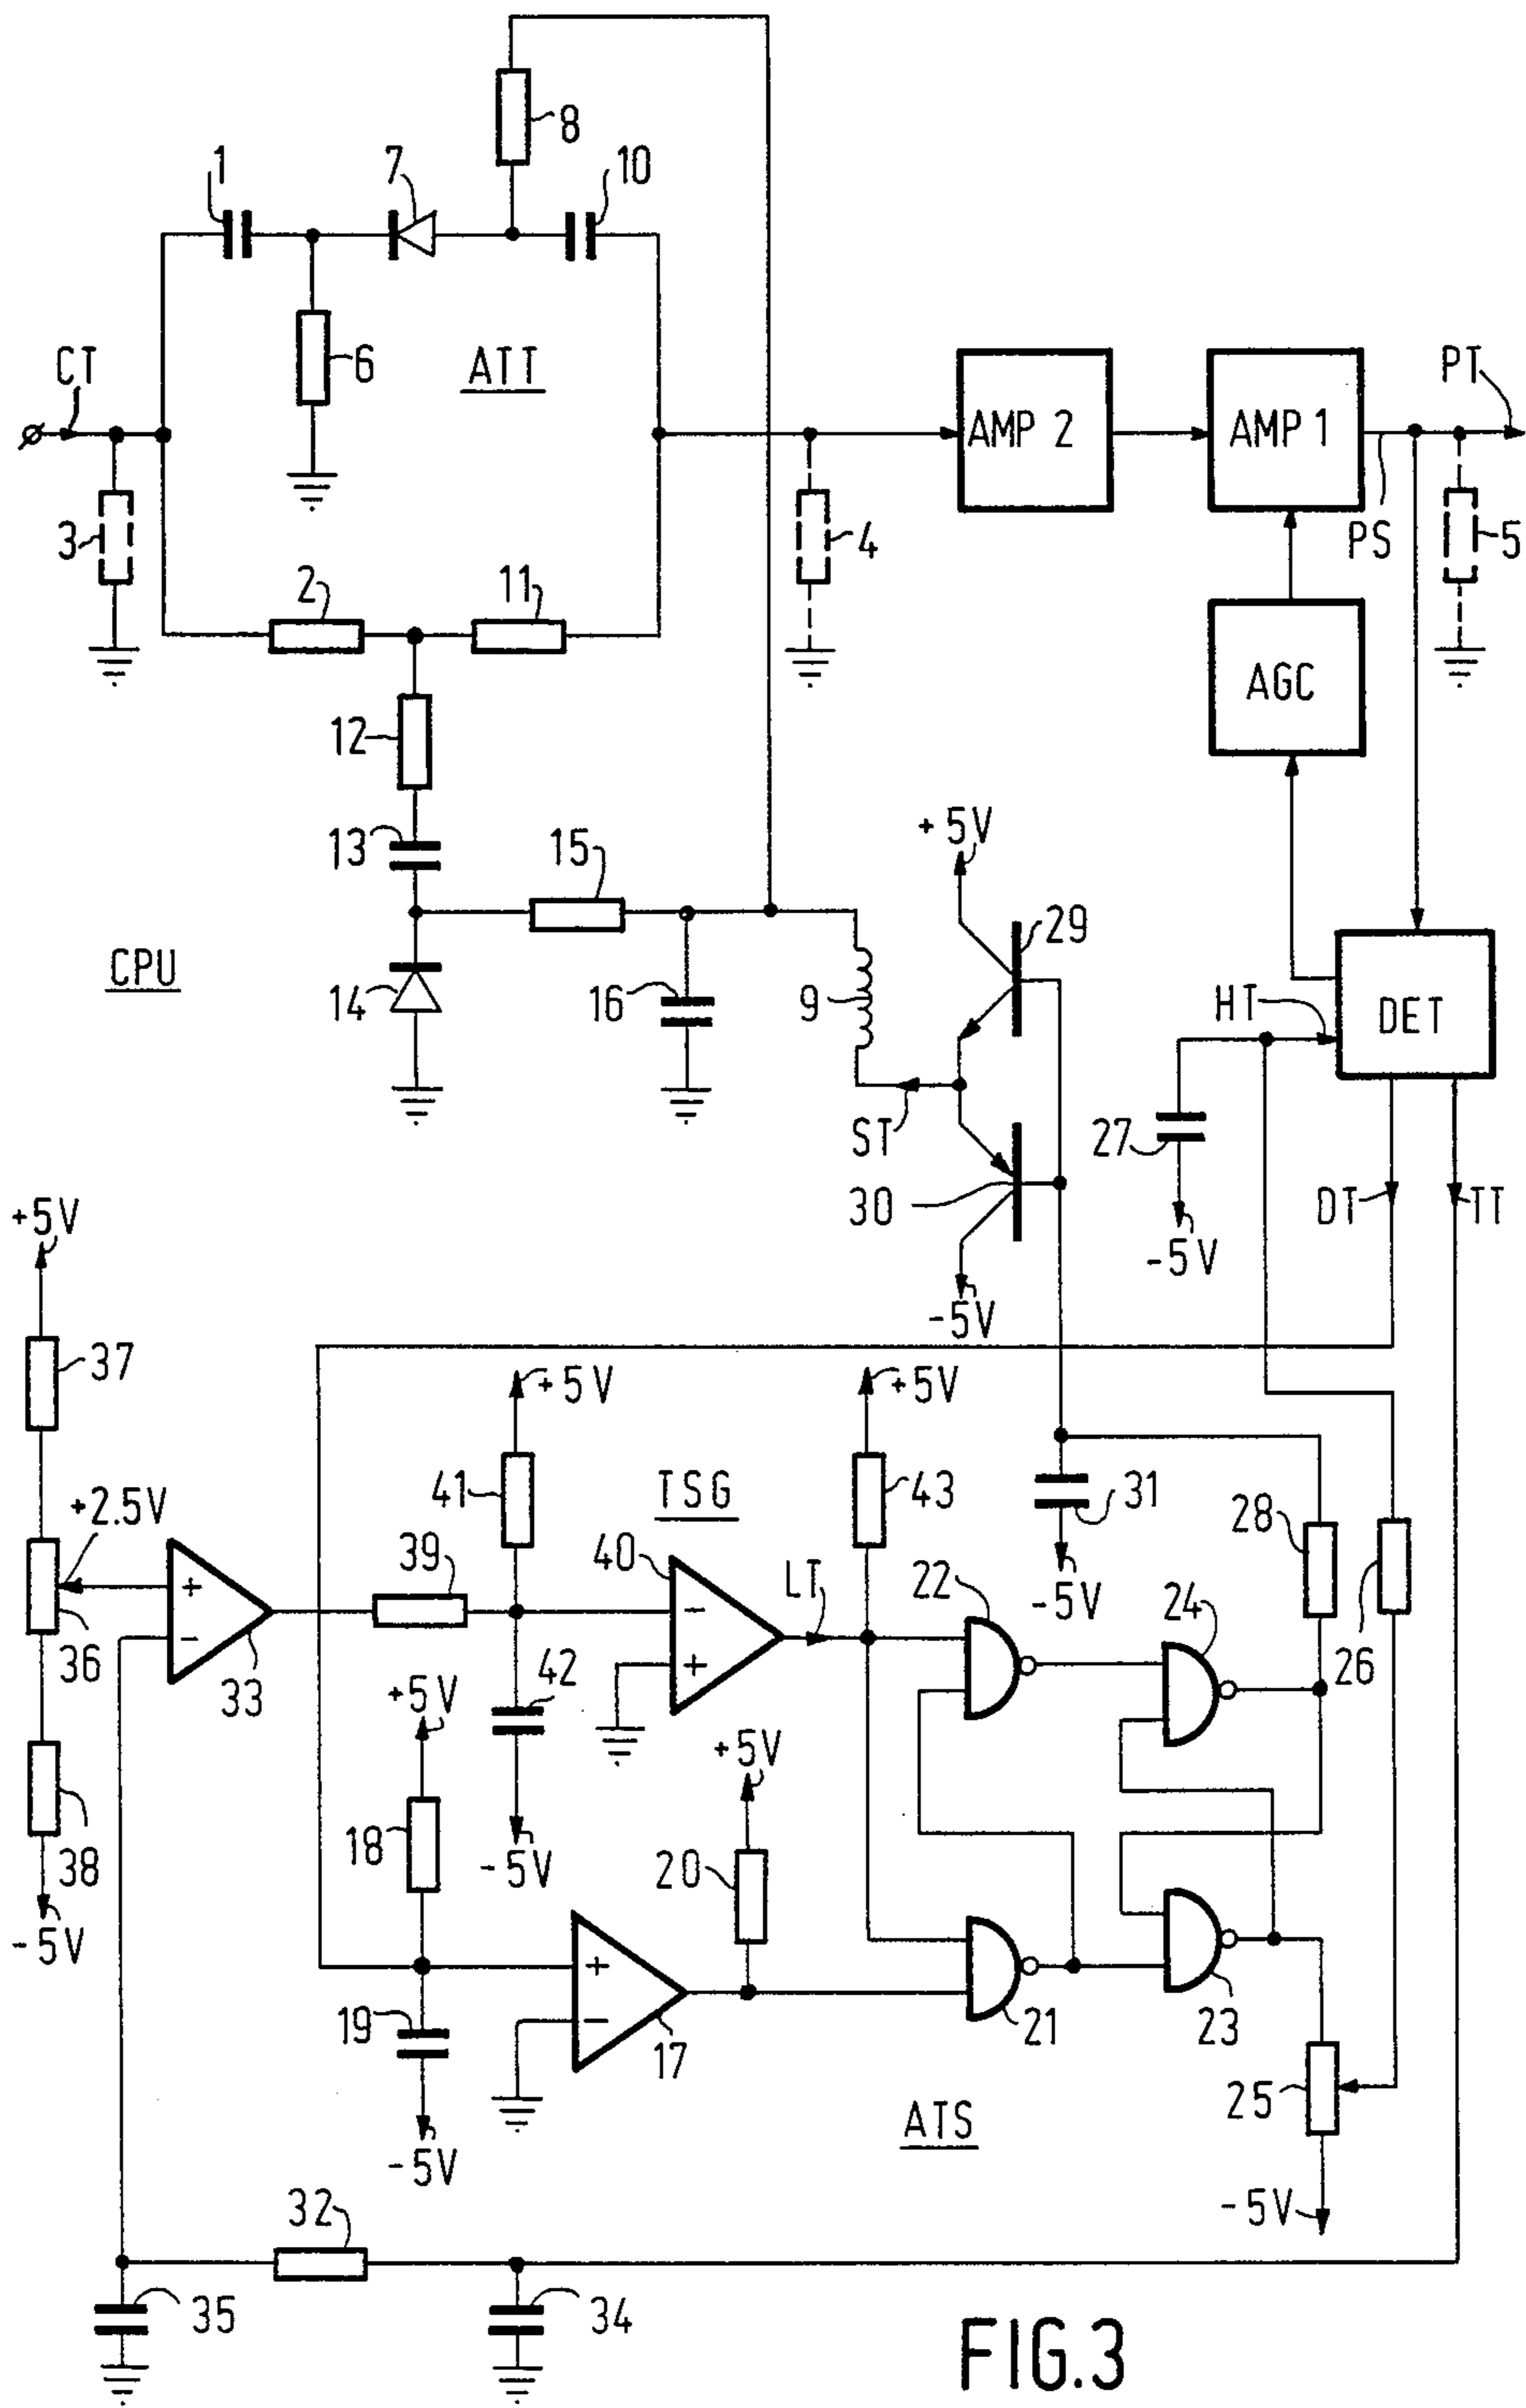 8
1
7
10
CT
6
ATT
AMP 2
AMP 1
PT
3
4
PS
5
2
11
AGC
12
+5V
13
15
29
CPU
14
16
9
HT
DET
ST
27
30
DT
TT
-5V
+5V
-5V
37
+5V
+5V
41
TSG
43
31
28
+2.5V
39
40
LT
22
-5V
24
36
33
42
26
+5V
+5V
18
20
38
-5V
-5V
19
17
21
23
25
ATS
-5V
32
-5V
35
34
FIG.3